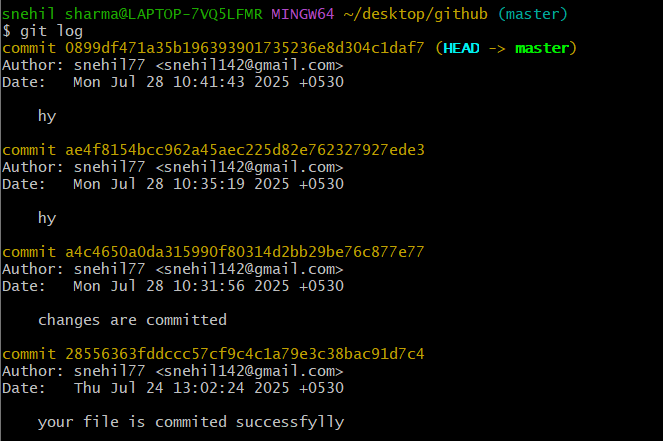 snehil sharma@LAPTOP-7VQ5LFMR MINGW64 ~/desktop/github (master)
$ git log
commit 0899df471a35b196393901735236e8d304c1daf7 (HEAD -> master)
Author: snehil77 <snehil142@gmail.com>
Date:   Mon Jul 28 10:41:43 2025 +0530
    hy
commit ae4f8154bcc962a45aec225d82e762327927ede3
Author: snehil77 <snehil142@gmail.com>
Date:   Mon Jul 28 10:35:19 2025 +0530
    hy
commit a4c4650a0da315990f80314d2bb29be76c877e77
Author: snehil77 <snehil142@gmail.com>
Date:   Mon Jul 28 10:31:56 2025 +0530
    changes are committed
commit 28556363fddccc57cf9c4c1a79e3c38bac91d7c4
Author: snehil77 <snehil142@gmail.com>
Date:   Thu Jul 24 13:02:24 2025 +0530
    your file is commited successfylly